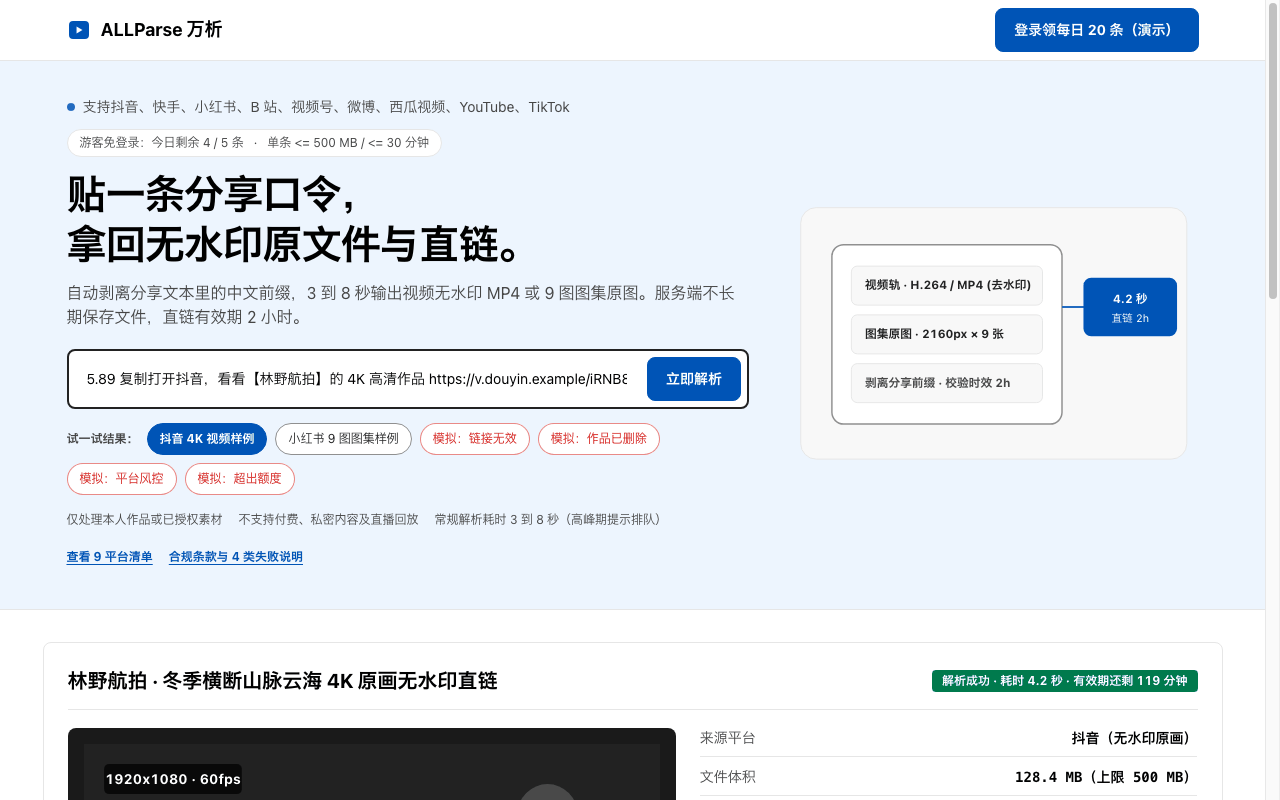 ALLParse 万析
登录领每日 20 条（演示）
支持抖音、快手、小红书、B 站、视频号、微博、西瓜视频、YouTube、TikTok
游客免登录：今日剩余 4 / 5 条 · 单条 <= 500 MB / <= 30 分钟
贴一条分享口令，
拿回无水印原文件与直链。
自动剥离分享文本里的中文前缀，3 到 8 秒输出视频无水印 MP4 或 9 图图集原图。服务端不长
期保存文件，直链有效期 2 小时。
5.89 复制打开抖音，看看【林野航拍】的 4K 高清作品 https://v.douyin.example/iRNB8
立即解析
试一试结果：
抖音 4K 视频样例
小红书 9 图图集样例
模拟：链接无效
模拟：作品已删除
模拟：平台风控
模拟：超出额度
仅处理本人作品或已授权素材
不支持付费、私密内容及直播回放
常规解析耗时 3 到 8 秒（高峰期提示排队）
查看 9 平台清单
合规条款与 4 类失败说明
视频轨 · H.264 / MP4 (去水印)
图集原图 · 2160px × 9 张
剥离分享前缀 · 校验时效 2h
4.2 秒
直链 2h
林野航拍 · 冬季横断山脉云海 4K 原画无水印直链
解析成功 · 耗时 4.2 秒 · 有效期还剩 119 分钟
1920x1080 · 60fps
来源平台
抖音（无水印原画）
文件体积
128.4 MB（上限 500 MB）